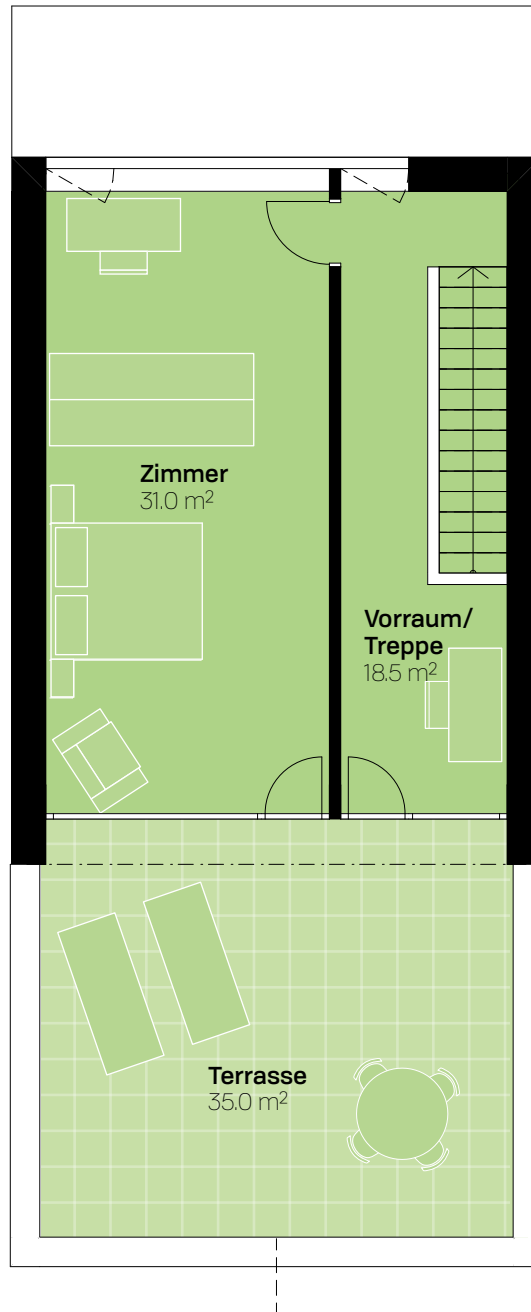 Zimmer
31.0 m²
Vorraum/
Treppe
18.5 m²
Terrasse
35.0 m²